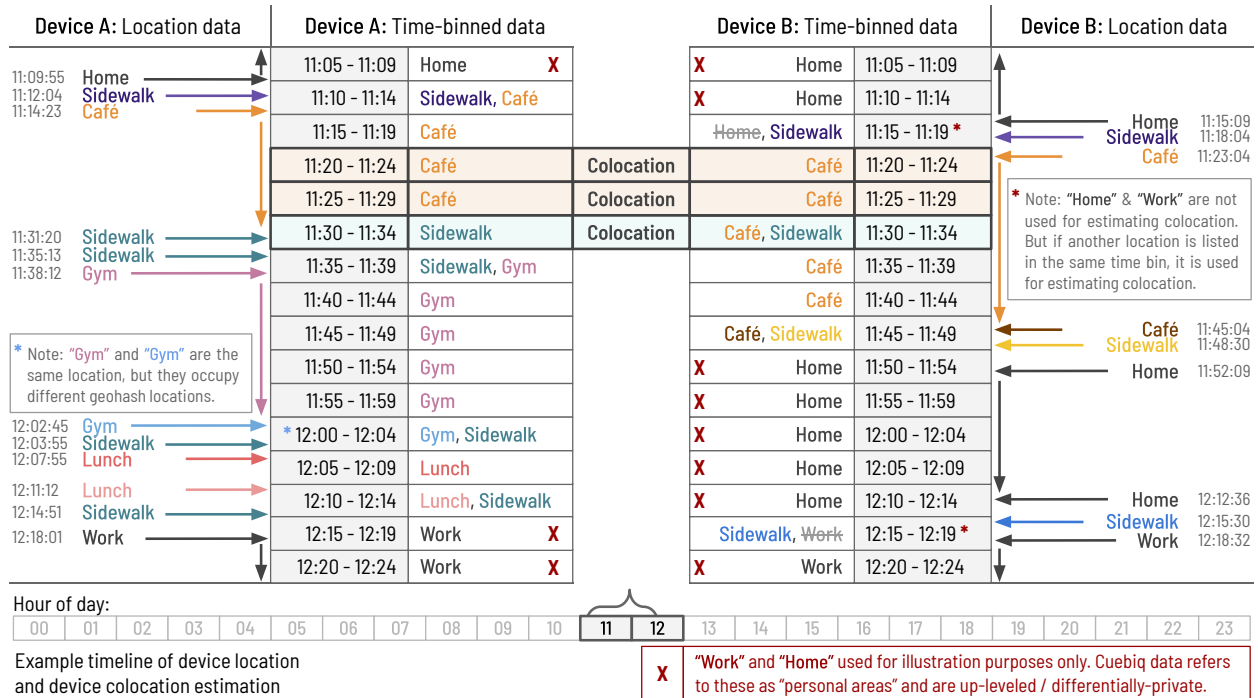 Device A: Location data
Device A: Time-binned data
Device B: Time-binned data
Device B: Location data
11:09:55 Home
11:12:04 Sidewalk
11:14:23 Café
11:31:20 Sidewalk
11:35:13 Sidewalk
11:38:12 Gym
* Note: "Gym" and "Gym" are the
same location, but they occupy
different geohash locations.
12:02:45 Gym
12:03:55 Sidewalk
12:07:55 Lunch
12:11:12 Lunch
12:14:51 Sidewalk
12:18:01 Work
11:05 - 11:09 Home X
11:10 - 11:14 Sidewalk, Café
11:15 - 11:19 Café
11:20 - 11:24 Café
11:25 - 11:29 Café
11:30 - 11:34 Sidewalk
11:35 - 11:39 Sidewalk, Gym
11:40 - 11:44 Gym
11:45 - 11:49 Gym
11:50 - 11:54 Gym
11:55 - 11:59 Gym
* 12:00 - 12:04 Gym, Sidewalk
12:05 - 12:09 Lunch
12:10 - 12:14 Lunch, Sidewalk
12:15 - 12:19 Work X
12:20 - 12:24 Work X
Colocation
Colocation
Colocation
X Home 11:05 - 11:09
X Home 11:10 - 11:14
Home, Sidewalk 11:15 - 11:19 *
Café 11:20 - 11:24
Café 11:25 - 11:29
Café, Sidewalk 11:30 - 11:34
Café 11:35 - 11:39
Café 11:40 - 11:44
Café, Sidewalk 11:45 - 11:49
X Home 11:50 - 11:54
X Home 11:55 - 11:59
X Home 12:00 - 12:04
X Home 12:05 - 12:09
X Home 12:10 - 12:14
Sidewalk, Work 12:15 - 12:19 *
X Work 12:20 - 12:24
Home 11:15:09
Sidewalk 11:18:04
Café 11:23:04
* Note: "Home" & "Work" are not
used for estimating colocation.
But if another location is listed
in the same time bin, it is used
for estimating colocation.
Café 11:45:04
Sidewalk 11:48:30
Home 11:52:09
Home 12:12:36
Sidewalk 12:15:30
Work 12:18:32
Hour of day:
00 01 02 03 04 05 06 07 08 09 10 11 12 13 14 15 16 17 18 19 20 21 22 23
Example timeline of device location
and device colocation estimation
X
"Work" and "Home" used for illustration purposes only. Cuebiq data refers
to these as "personal areas" and are up-leveled / differentially-private.